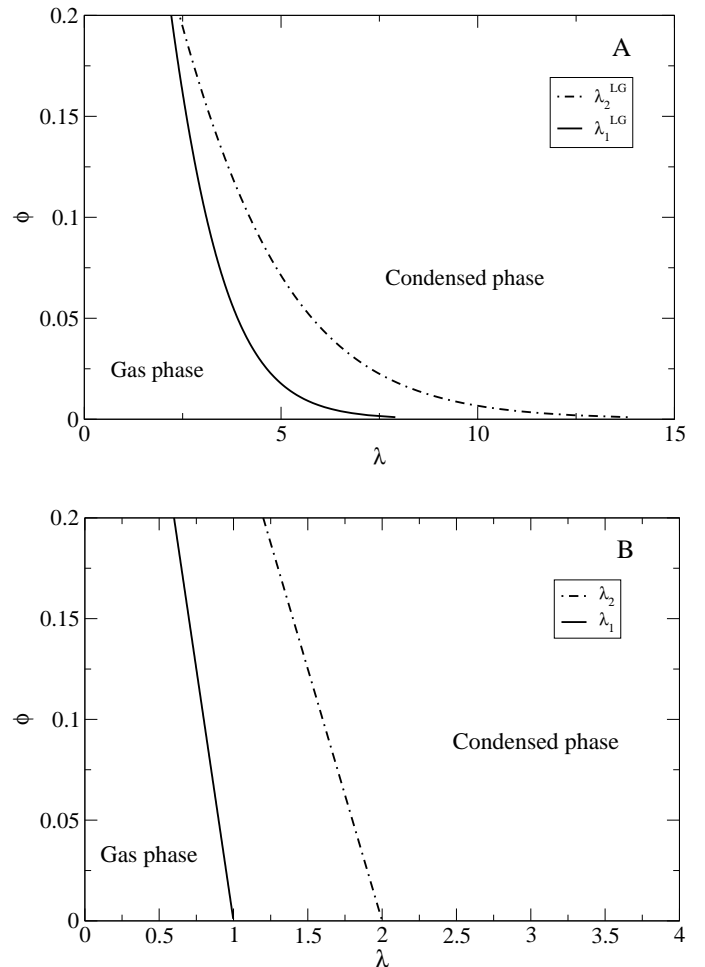 0.2
A
λ₂ᴸᴳ
λ₁ᴸᴳ
0.15
ϕ
0.1
Condensed phase
0.05
Gas phase
0
0 5 10 15
λ
0.2
B
λ₂
λ₁
0.15
ϕ
0.1
Condensed phase
0.05
Gas phase
0
0 0.5 1 1.5 2 2.5 3 3.5 4
λ